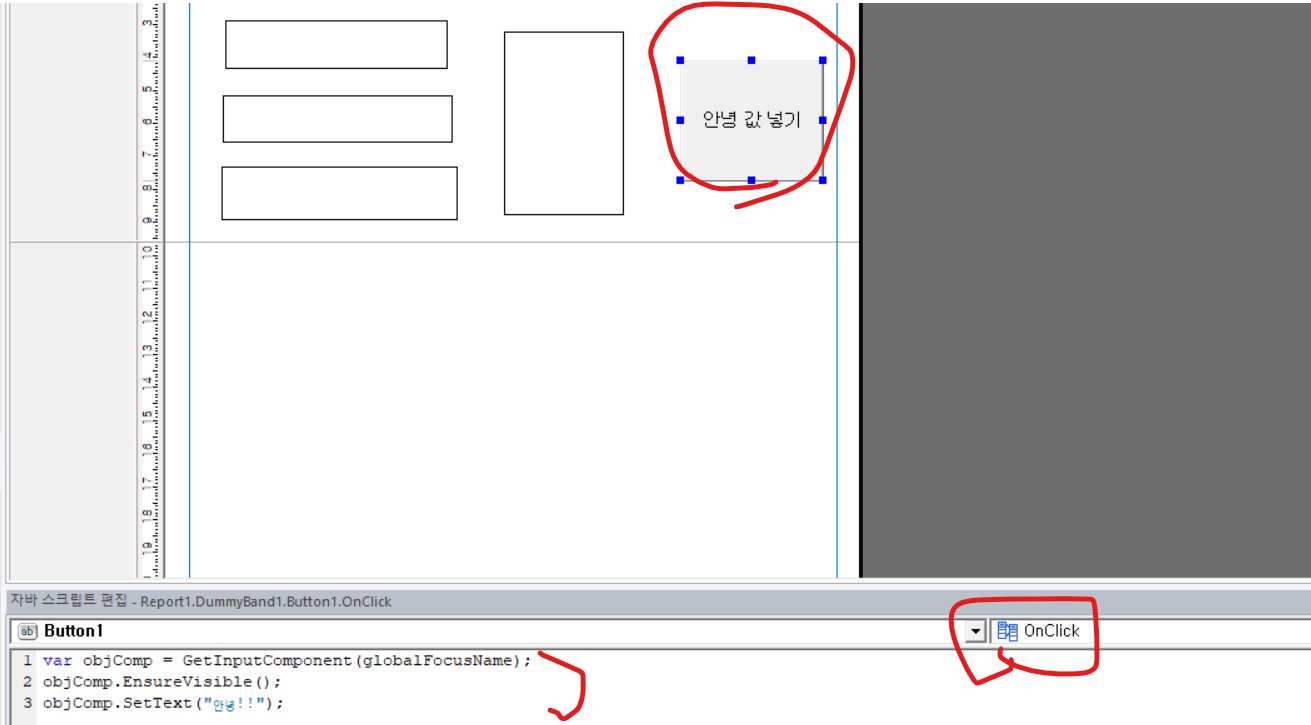 3
4
5
6
7
8
9
10
11
12
13
14
15
16
17
18
19
안녕 값 넣기
자바 스크립트 편집 - Report1.DummyBand1.Button1.OnClick
ab Button1 OnClick
1 var objComp = GetInputComponent(globalFocusName);
2 objComp.EnsureVisible();
3 objComp.SetText("안녕!!");